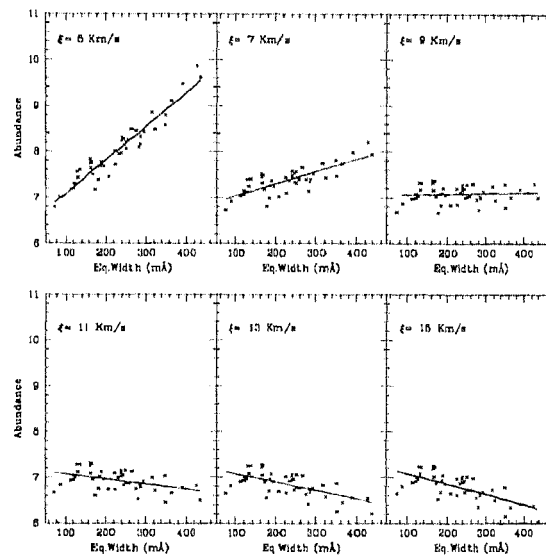 11
10
9
8
7
6
Abundance
ξ= 5 Km/s
ξ= 7 Km/s
ξ= 9 Km/s
100 200 300 400
100 200 300 400
100 200 300 400
Eq.Width (mÅ)
Eq.Width (mÅ)
Eq.Width (mÅ)
11
10
9
8
7
6
Abundance
ξ= 11 Km/s
ξ= 13 Km/s
ξ= 15 Km/s
100 200 300 400
100 200 300 400
100 200 300 400
Eq.Width (mÅ)
Eq.Width (mÅ)
Eq.Width (mÅ)